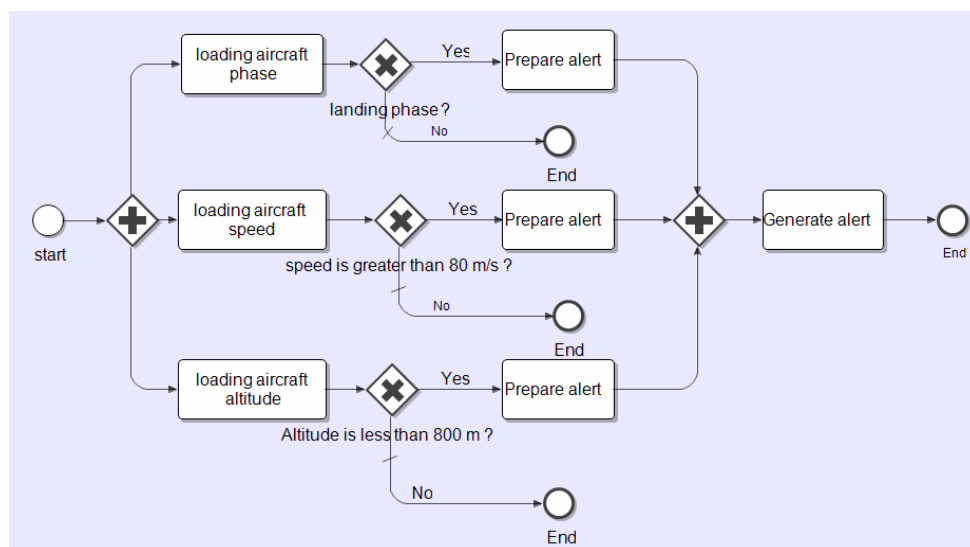 loading aircraft
phase
Yes
Prepare alert
landing phase ?
No
End
start
loading aircraft
speed
Yes
Prepare alert
Generate alert
End
speed is greater than 80 m/s ?
No
End
loading aircraft
altitude
Yes
Prepare alert
Altitude is less than 800 m ?
No
End